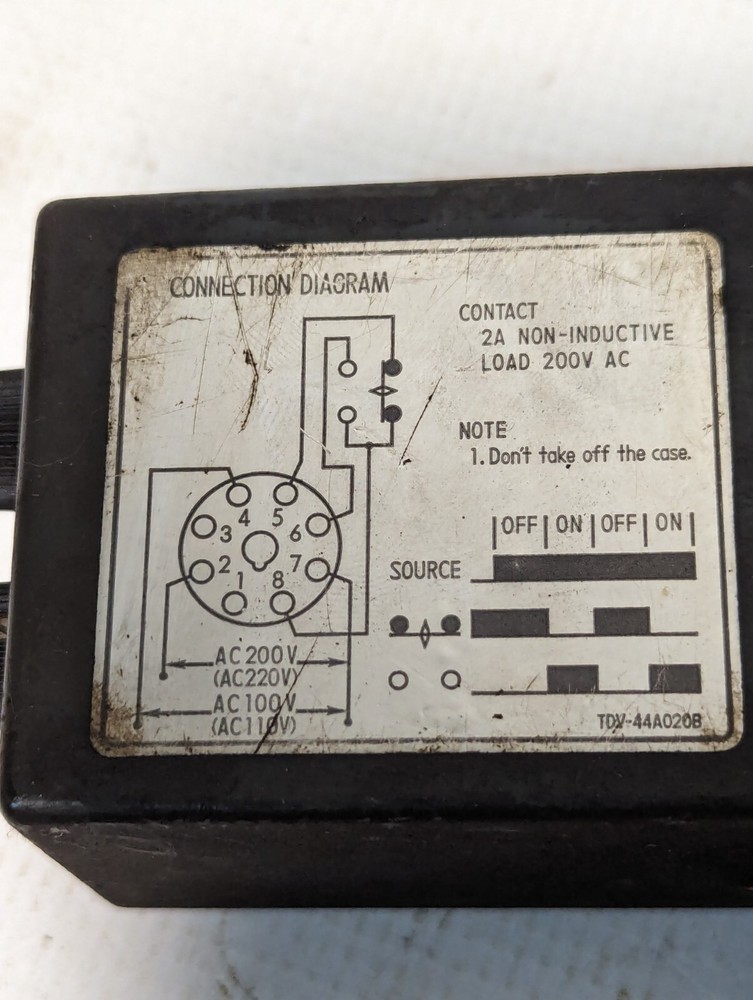 CONNECTION DIAGRAM
CONTACT
2A NON-INDUCTIVE
LOAD 200V AC
NOTE
1. Don't take off the case.
4 5
3 6
2 7
1 8
AC 200V
(AC220V)
AC 100V
(AC110V)
OFF ON OFF ON
SOURCE
TDV-44A020B